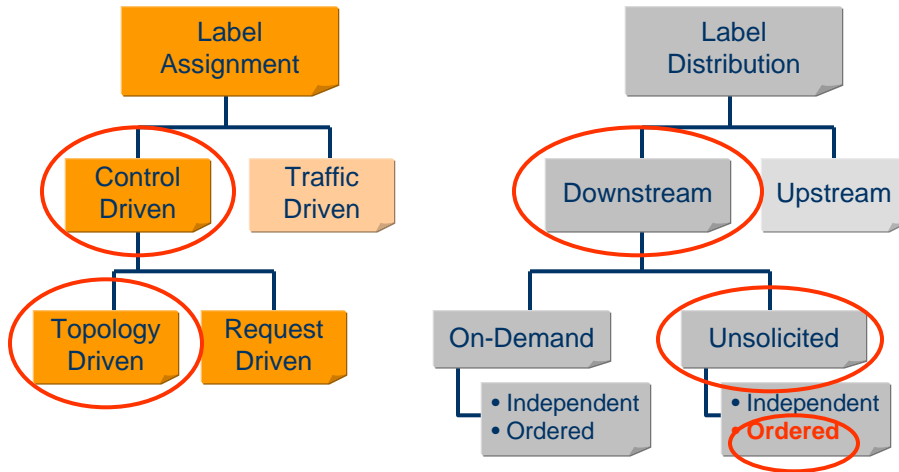 Label
Assignment
Label
Distribution
Control
Driven
Traffic
Driven
Downstream
Upstream
Topology
Driven
Request
Driven
On-Demand
Unsolicited
• Independent
• Ordered
• Independent
• Ordered